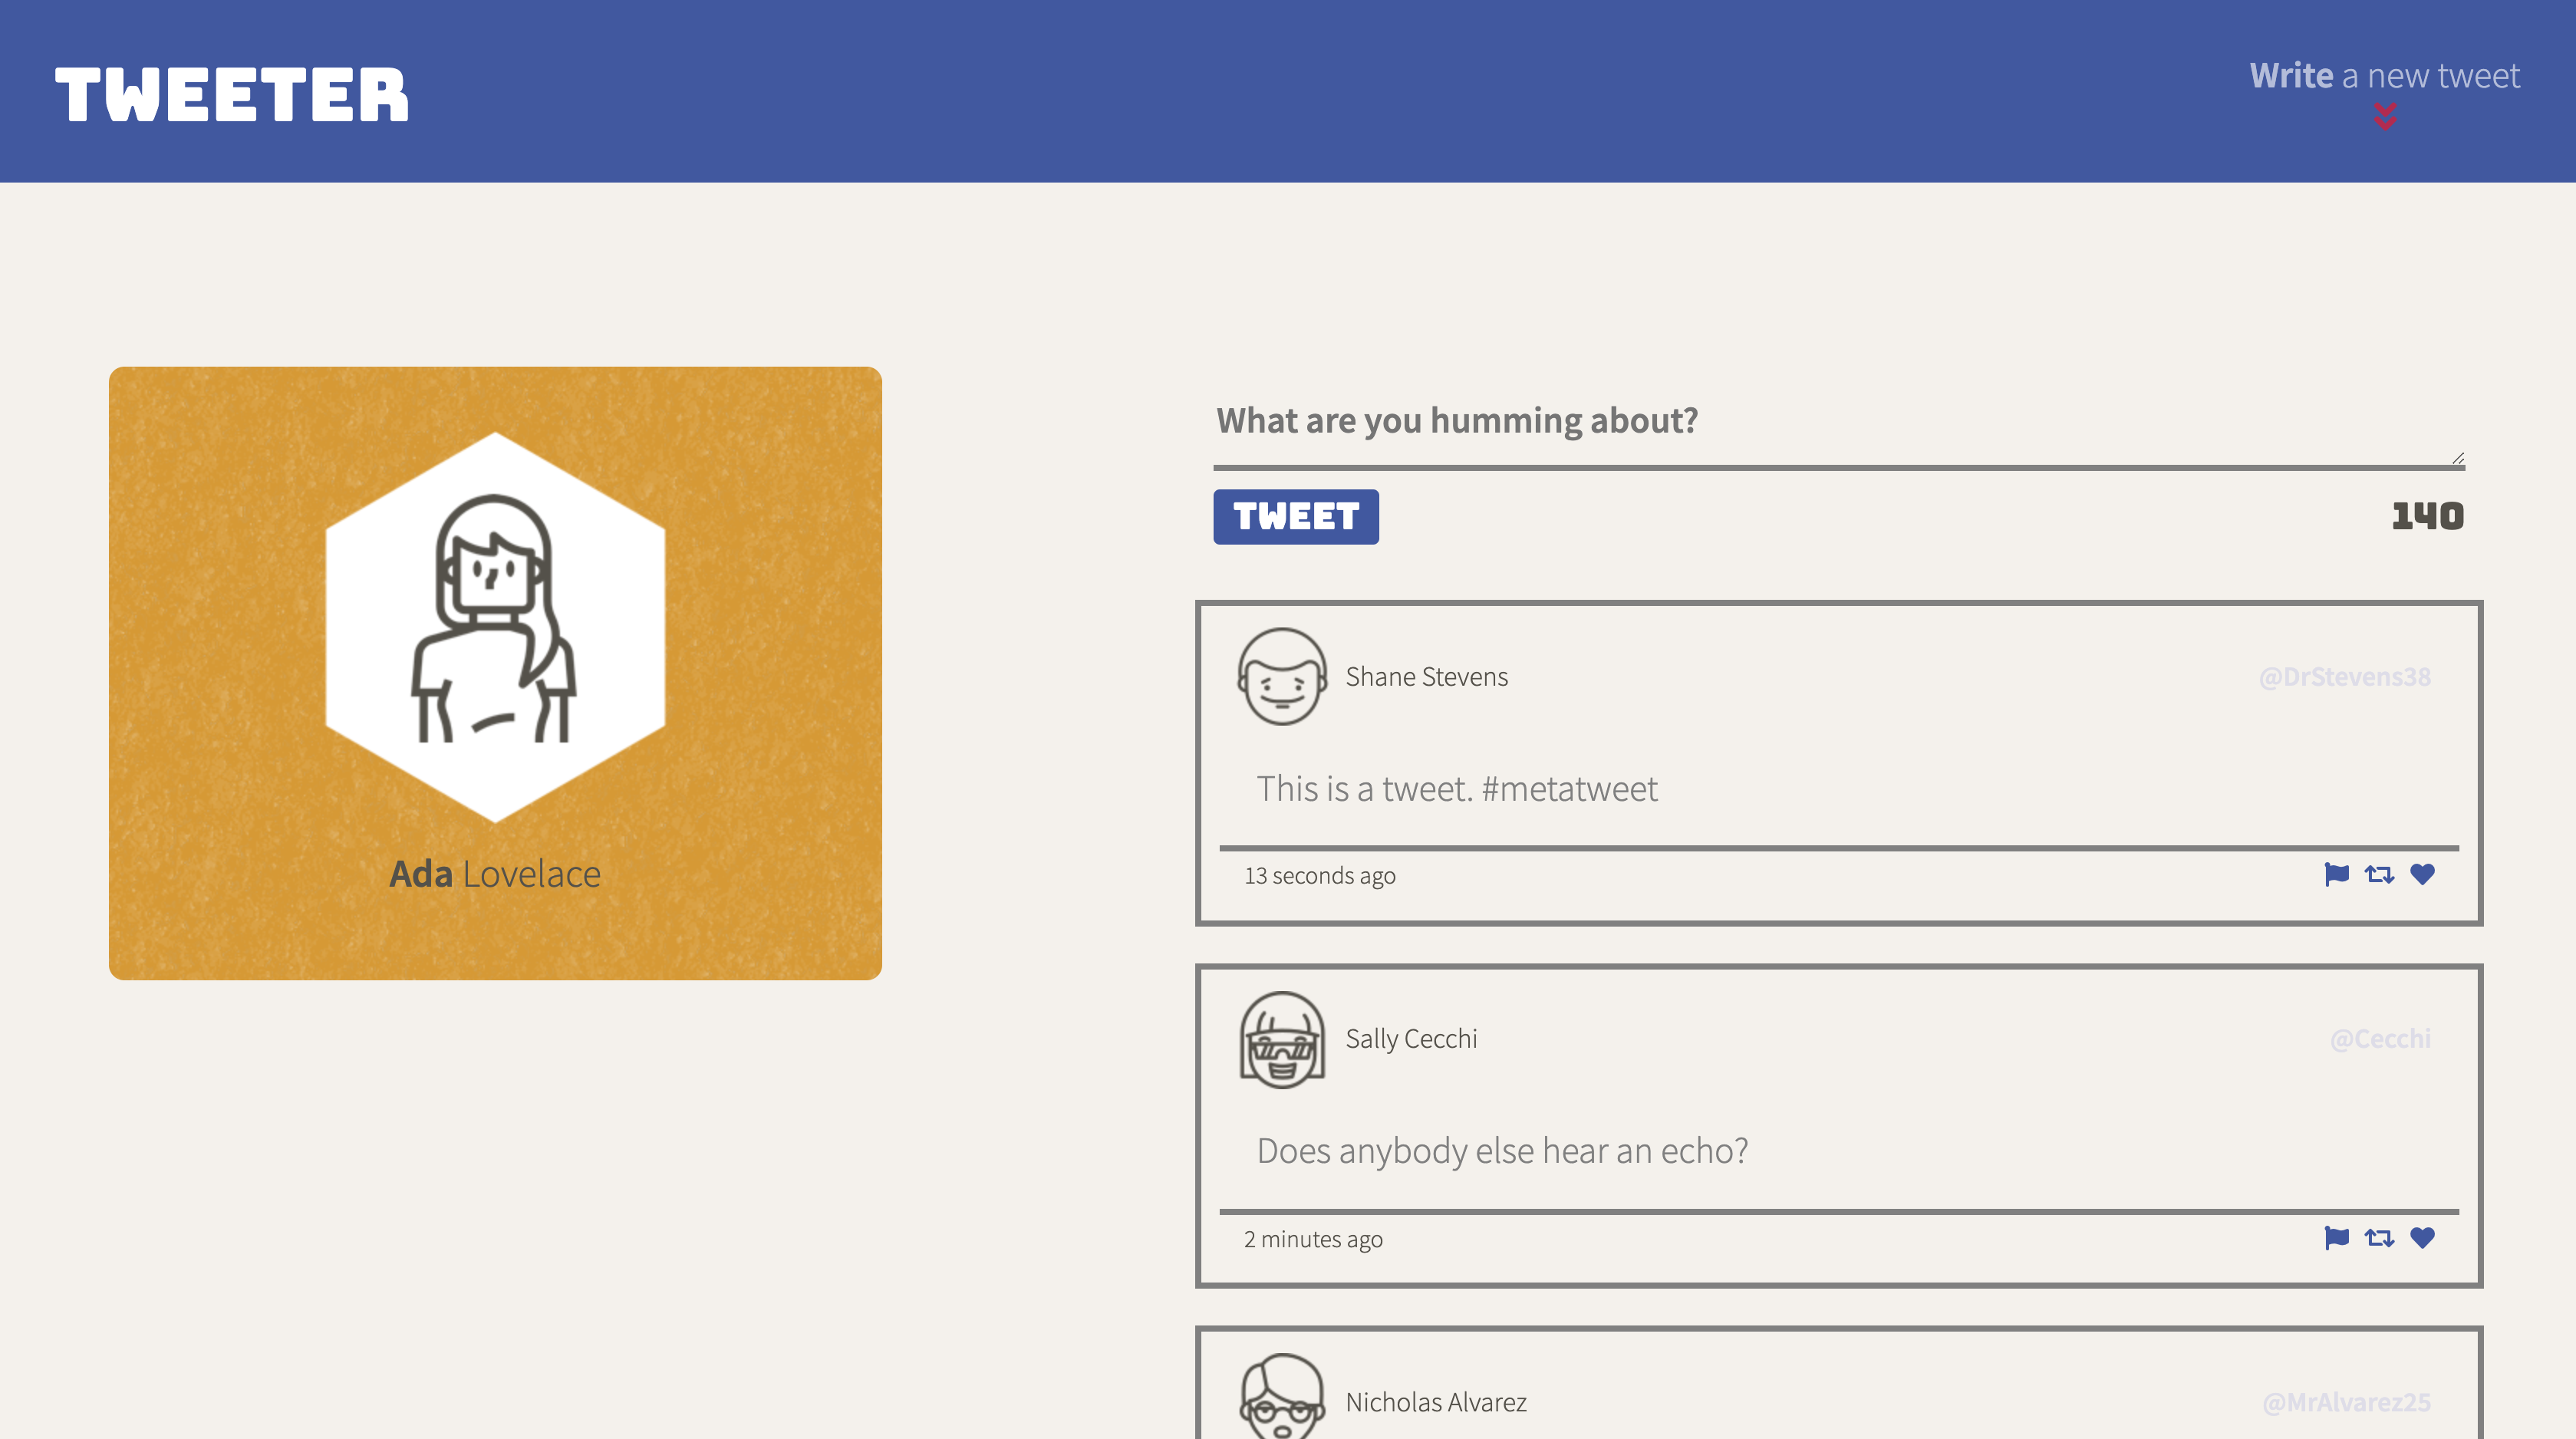 TWEETER
Write a new tweet
Ada Lovelace
What are you humming about?
TWEET
140
Shane Stevens
@DrStevens38
This is a tweet. #metatweet
13 seconds ago
Sally Cecchi
@Cecchi
Does anybody else hear an echo?
2 minutes ago
Nicholas Alvarez
@MrAlvarez25